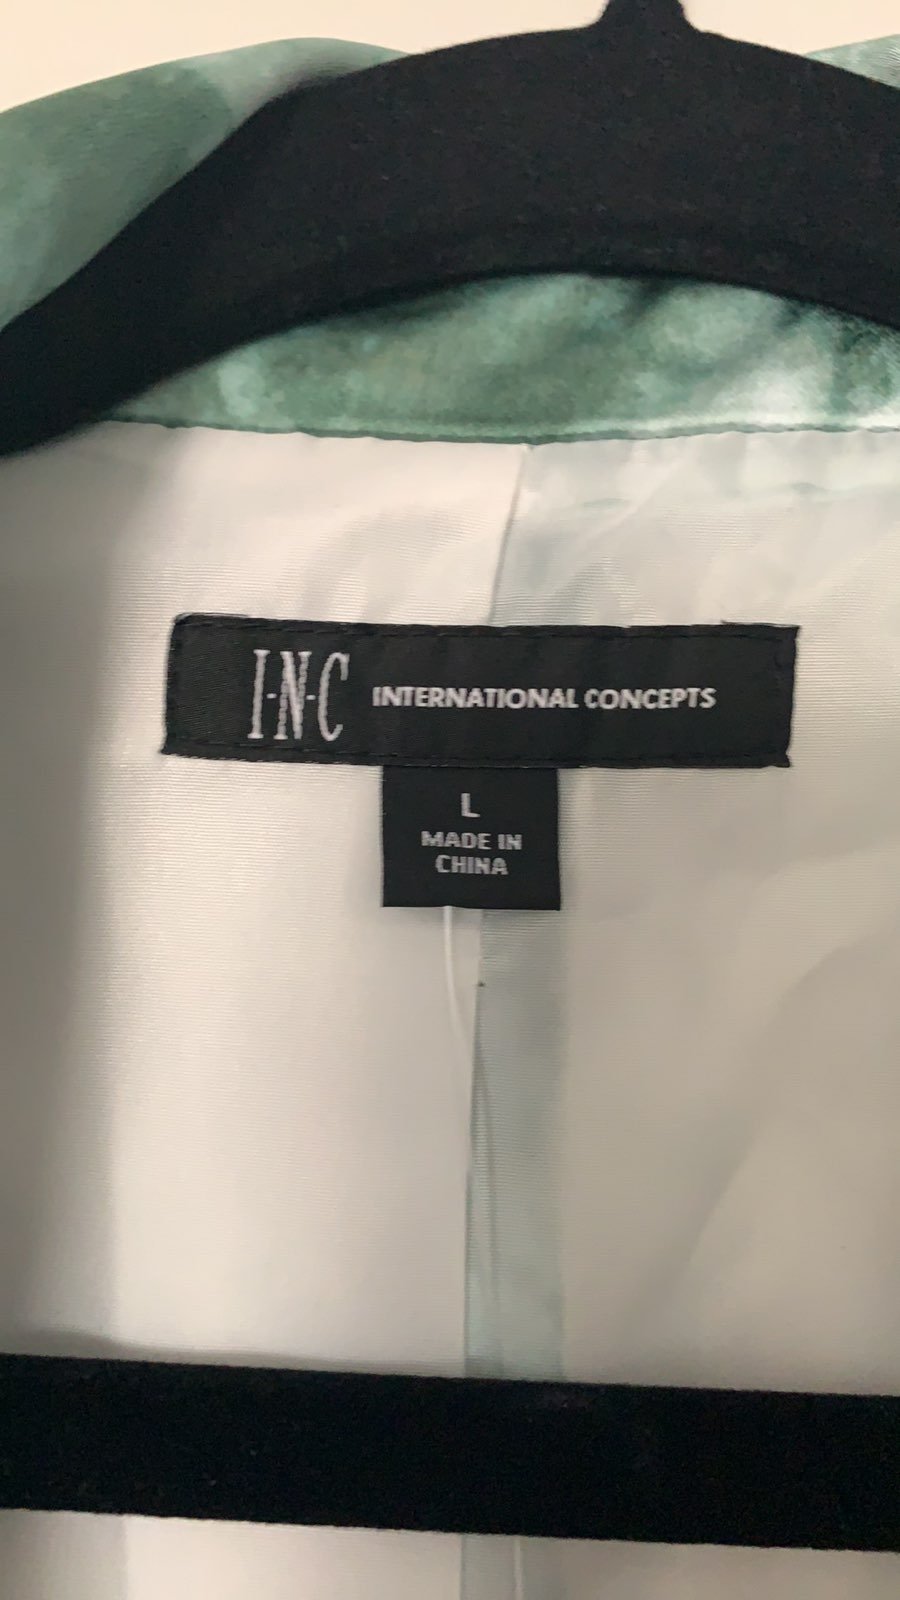 I·N·C INTERNATIONAL CONCEPTS
L
MADE IN
CHINA